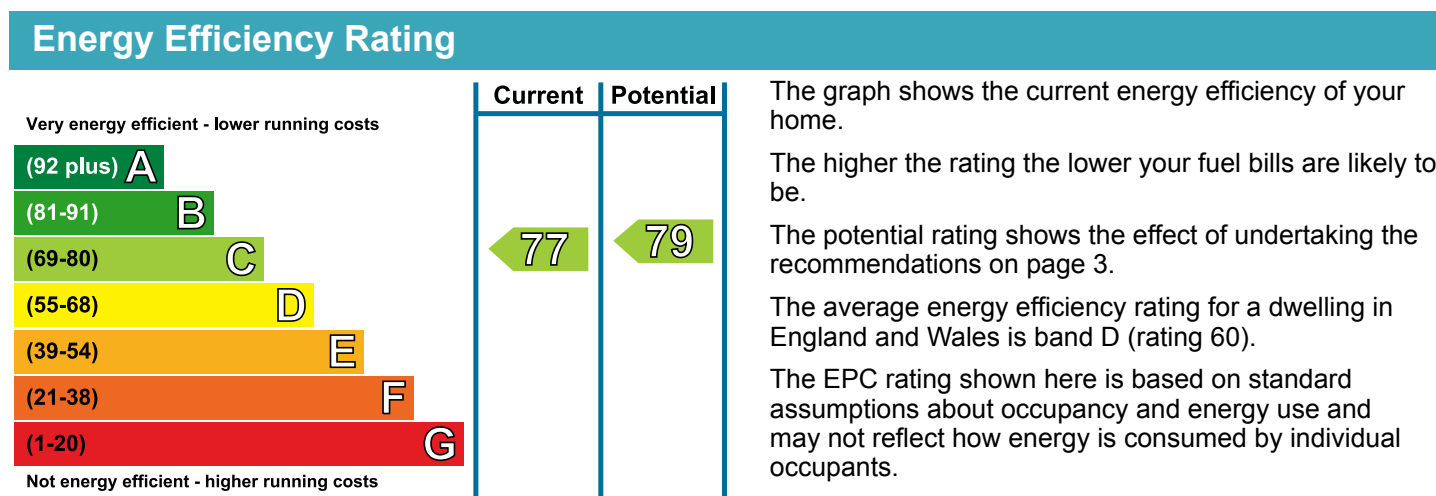 Energy Efficiency Rating
Current Potential
Very energy efficient - lower running costs
(92 plus) A
(81-91) B
(69-80) C
77 79
(55-68) D
(39-54) E
(21-38) F
(1-20) G
Not energy efficient - higher running costs
The graph shows the current energy efficiency of your
home.
The higher the rating the lower your fuel bills are likely to
be.
The potential rating shows the effect of undertaking the
recommendations on page 3.
The average energy efficiency rating for a dwelling in
England and Wales is band D (rating 60).
The EPC rating shown here is based on standard
assumptions about occupancy and energy use and
may not reflect how energy is consumed by individual
occupants.